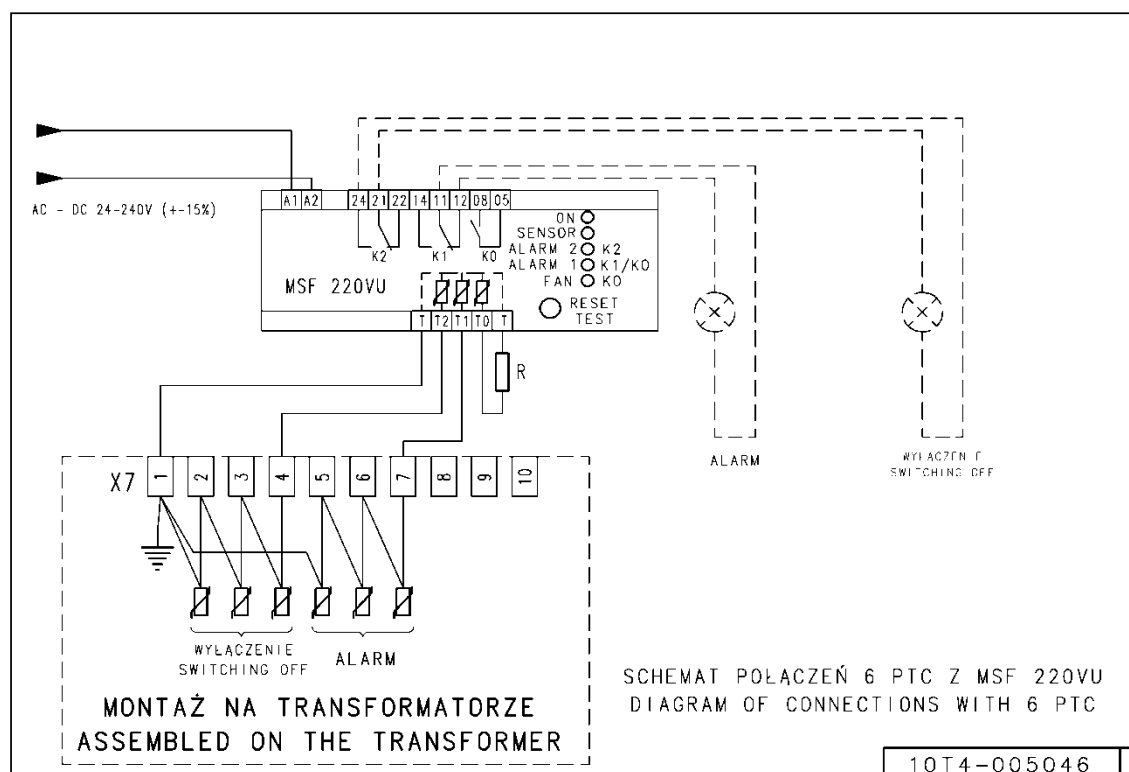 AC - DC 24-240V (+-15%)
A1 A2 24 21 22 14 11 12 08 05
ON
SENSOR
ALARM 2 K2
ALARM 1 K1/K0
FAN K0
K2 K1 K0
MSF 220VU
RESET
TEST
T T2 T1 T0 T
R
ALARM
WYŁĄCZENIE
SWITCHING OFF
X7 1 2 3 4 5 6 7 8 9 10
WYŁĄCZENIE
SWITCHING OFF
ALARM
MONTAŻ NA TRANSFORMATORZE
ASSEMBLED ON THE TRANSFORMER
SCHEMAT POŁĄCZEŃ 6 PTC Z MSF 220VU
DIAGRAM OF CONNECTIONS WITH 6 PTC
10T4-005046